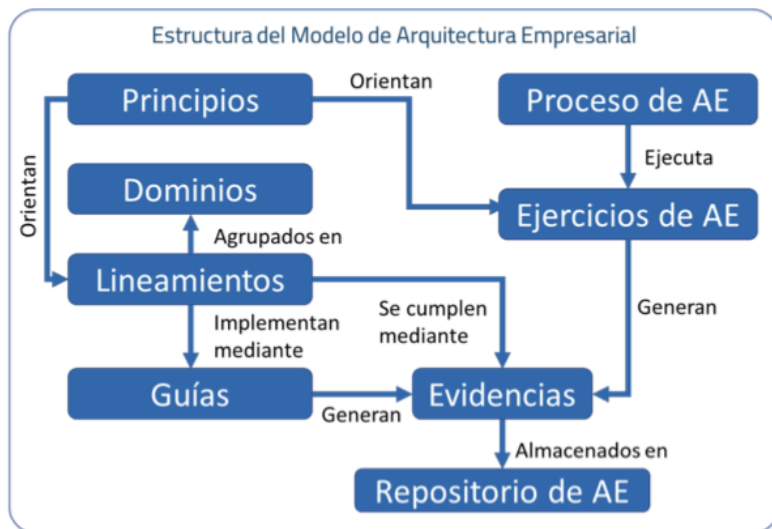 Estructura del Modelo de Arquitectura Empresarial
Principios
Orientan
Proceso de AE
Orientan
Ejecuta
Dominios
Ejercicios de AE
Agrupados en
Lineamientos
Implementan
mediante
Se cumplen
mediante
Generan
Guías
Generan
Evidencias
Almacenados en
Repositorio de AE